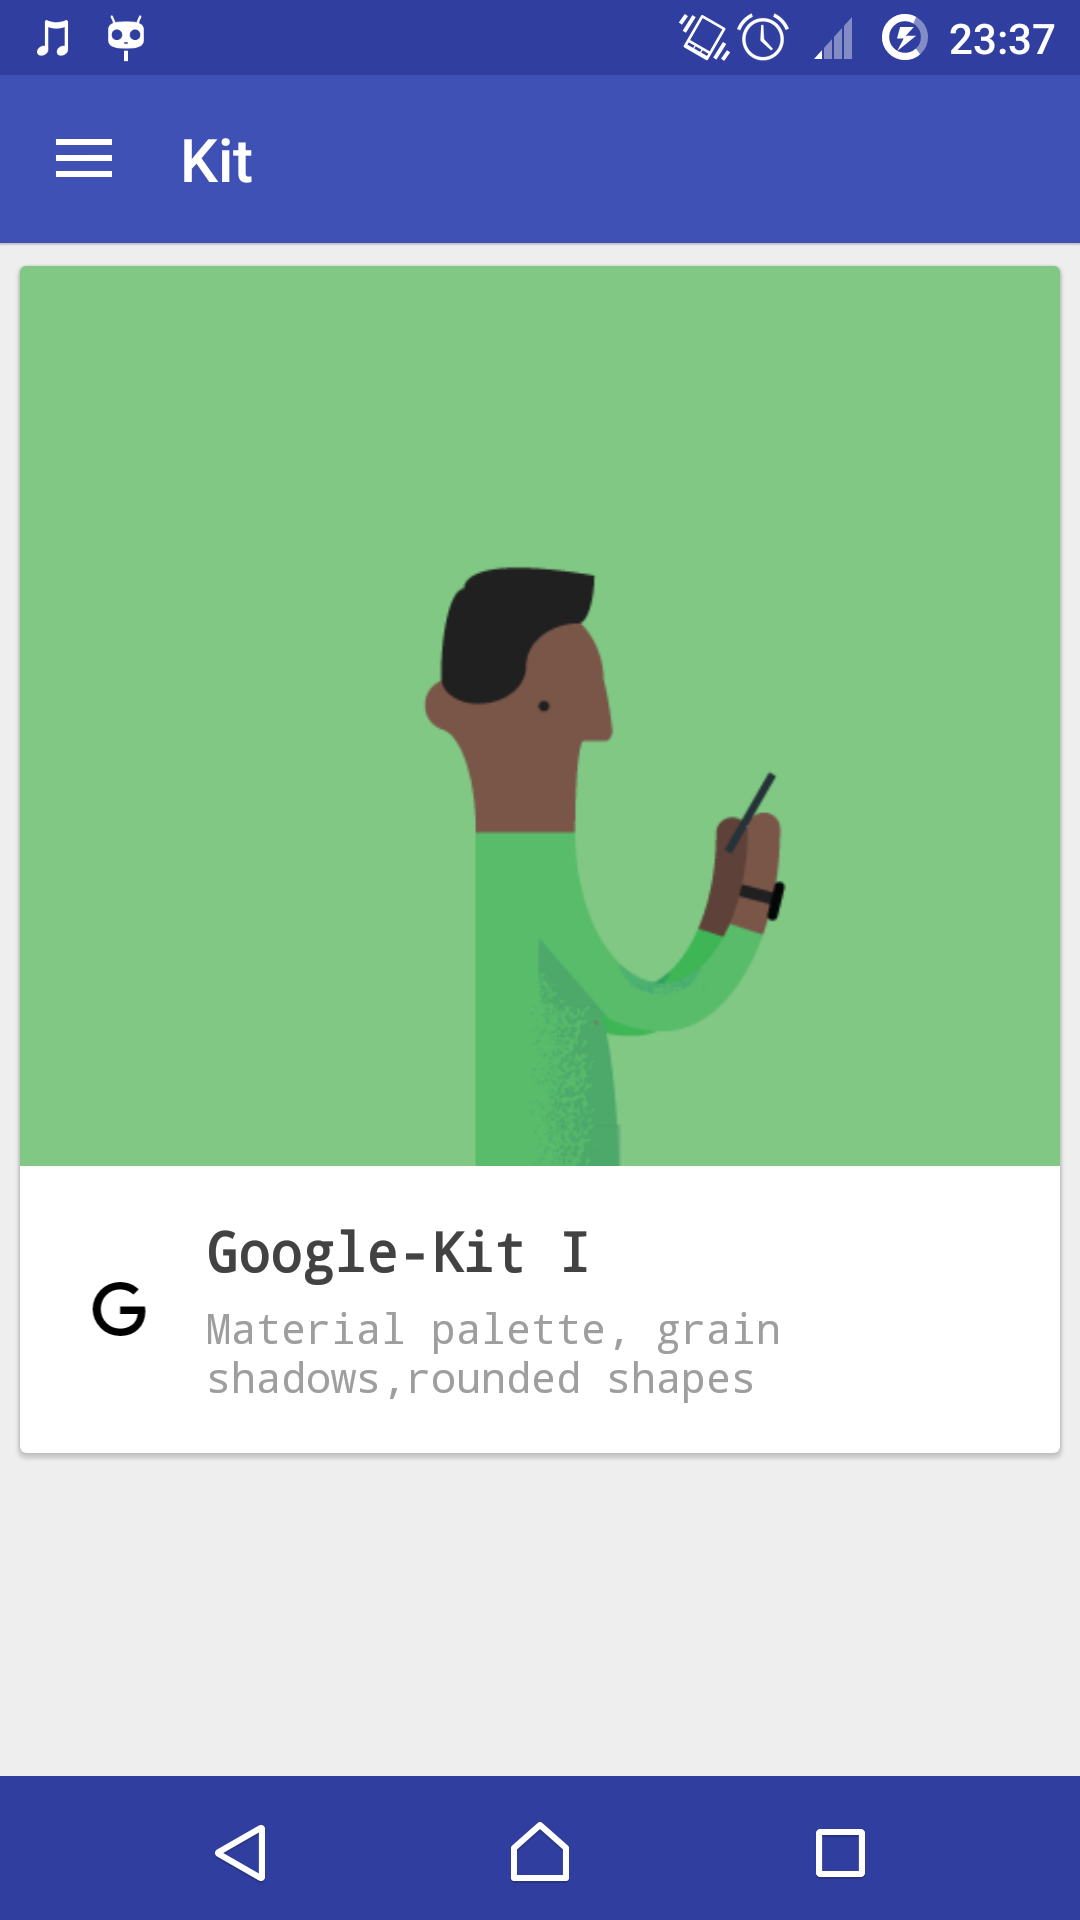 23:37
Kit
Google-Kit I
G
Material palette, grain
shadows,rounded shapes